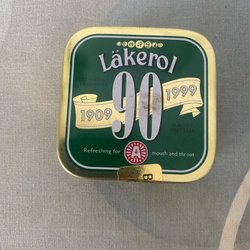 Läkerol
90
1909 1999
Refreshing for A mouth and throat